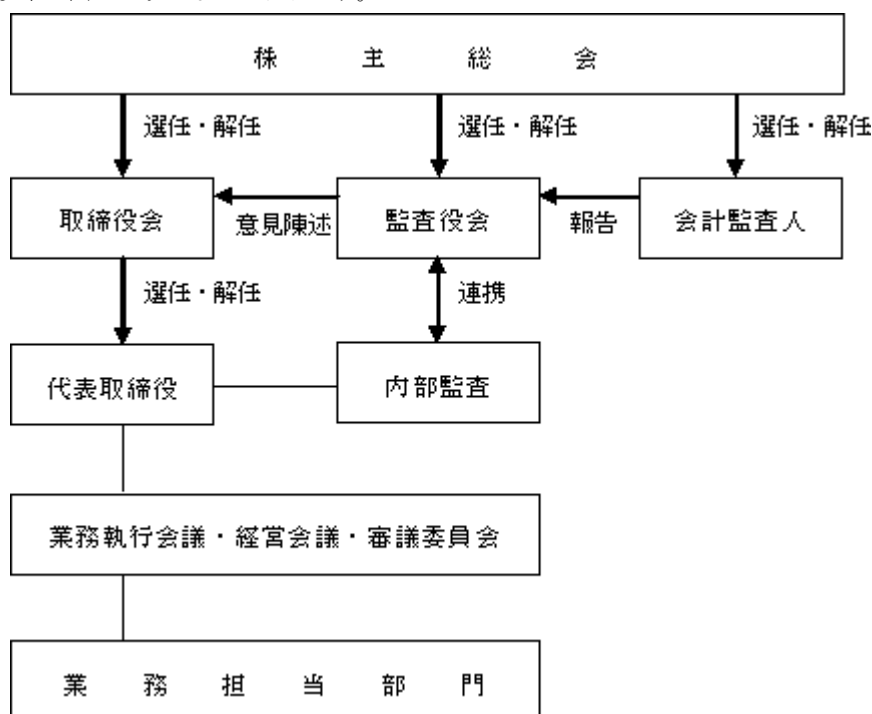 株主総会
選任・解任
選任・解任
選任・解任
取締役会
意見陳述
監査役会
報告
会計監査人
選任・解任
連携
代表取締役
内部監査
業務執行会議・経営会議・審議委員会
業務担当部門